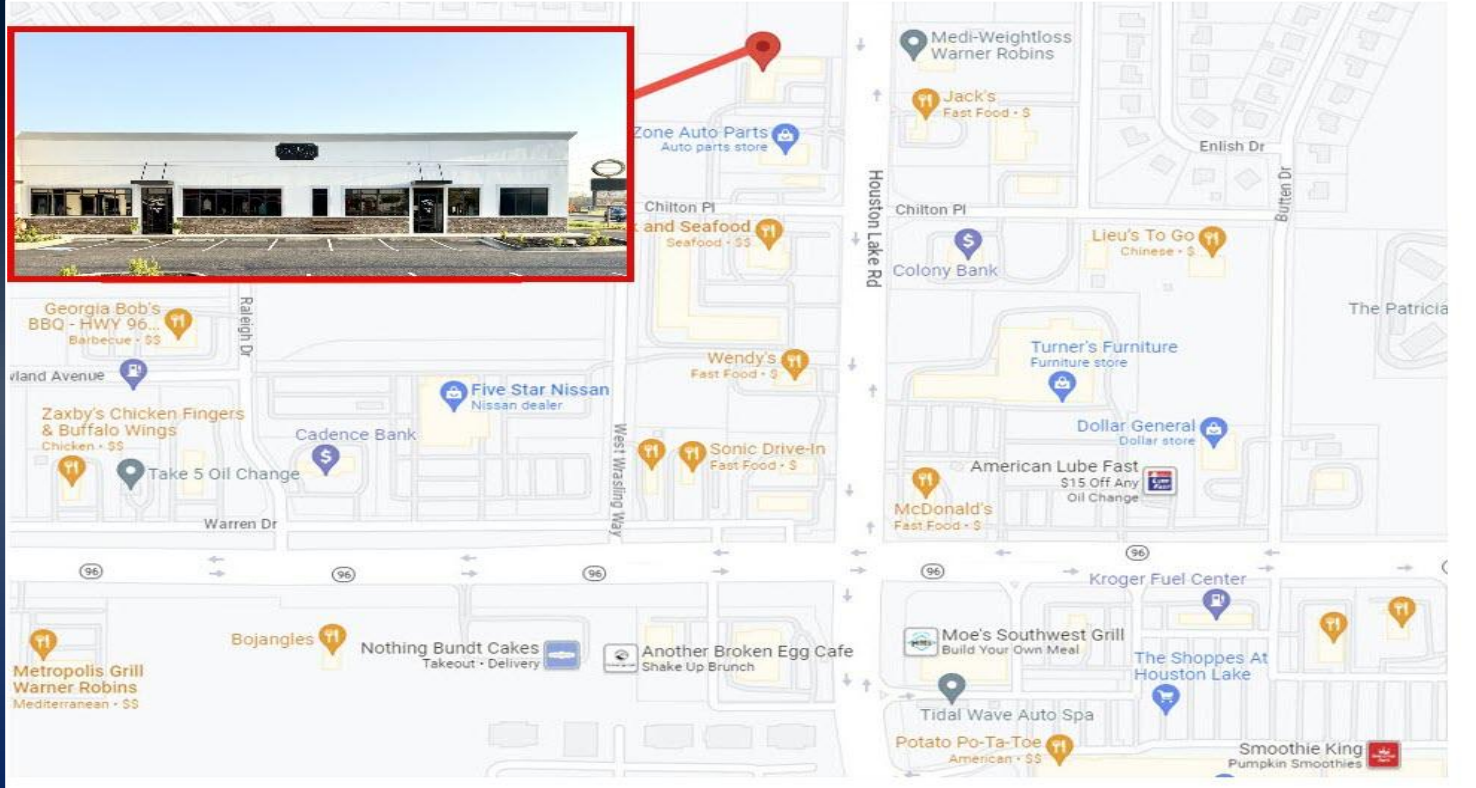 Medi-Weightloss
Warner Robins
Jack's
Fast Food • $
Zone Auto Parts
Auto parts store
Enlish Dr
Butten Dr
Houston Lake Rd
Chilton Pl
Chilton Pl
and Seafood
Seafood • $$
Colony Bank
Lieu's To Go
Chinese • $
The Patricia
Georgia Bob's
BBQ - HWY 96...
Barbecue • $$
Raleigh Dr
Turner's Furniture
Furniture store
Wendy's
Fast Food • $
Avenue
Five Star Nissan
Nissan dealer
Zaxby's Chicken Fingers
& Buffalo Wings
Chicken • $$
Cadence Bank
Take 5 Oil Change
West Wrasling Way
Sonic Drive-In
Fast Food • $
Dollar General
Dollar store
American Lube Fast
$15 Off Any
Oil Change
McDonald's
Fast Food • $
Warren Dr
96
96
96
96
96
Kroger Fuel Center
Bojangles
Nothing Bundt Cakes
Takeout • Delivery
Another Broken Egg Cafe
Shake Up Brunch
Moe's Southwest Grill
Build Your Own Meal
Metropolis Grill
Warner Robins
Mediterranean • $$
The Shoppes At
Houston Lake
Tidal Wave Auto Spa
Potato Po-Ta-Toe
American • $$
Smoothie King
Pumpkin Smoothies